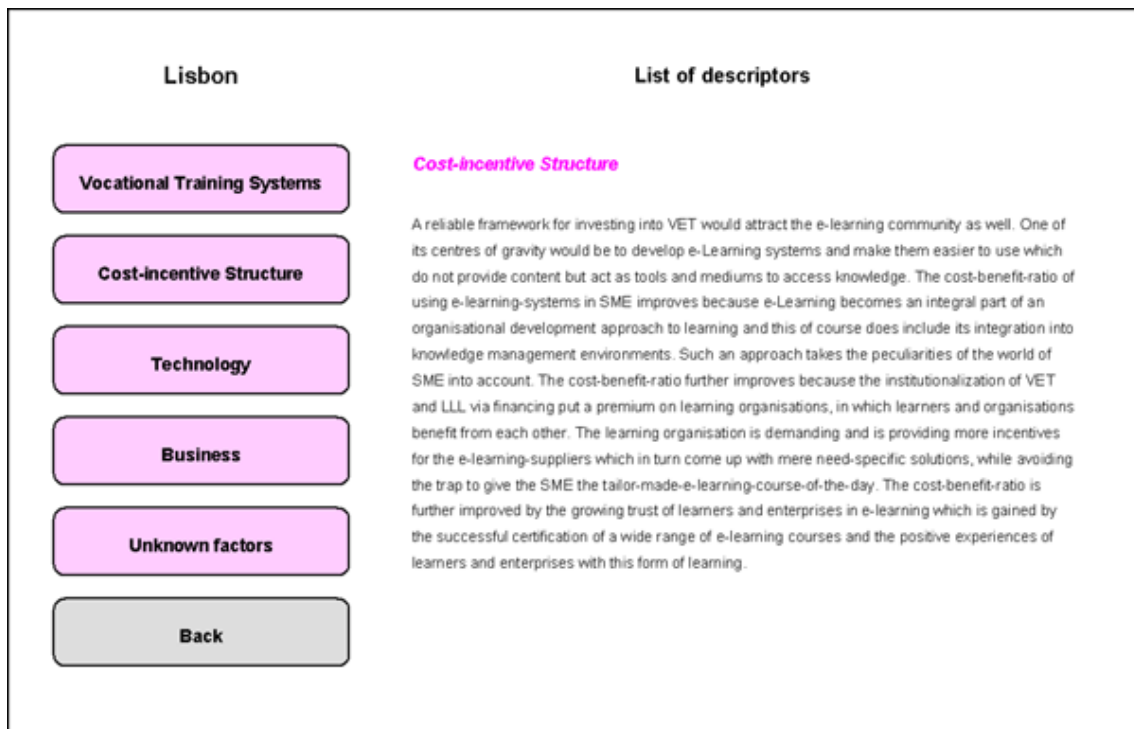 Lisbon
List of descriptors
Vocational Training Systems
Cost-incentive Structure
Technology
Business
Unknown factors
Back
Cost-incentive Structure
A reliable framework for investing into VET would attract the e-learning community as well. One of
its centres of gravity would be to develop e-Learning systems and make them easier to use which
do not provide content but act as tools and mediums to access knowledge. The cost-benefit-ratio of
using e-learning-systems in SME improves because e-Learning becomes an integral part of an
organisational development approach to learning and this of course does include its integration into
knowledge management environments. Such an approach takes the peculiarities of the world of
SME into account. The cost-benefit-ratio further improves because the institutionalization of VET
and LLL via financing put a premium on learning organisations, in which learners and organisations
benefit from each other. The learning organisation is demanding and is providing more incentives
for the e-learning-suppliers which in turn come up with mere need-specific solutions, while avoiding
the trap to give the SME the tailor-made-e-learning-course-of-the-day. The cost-benefit-ratio is
further improved by the growing trust of learners and enterprises in e-learning which is gained by
the successful certification of a wide range of e-learning courses and the positive experiences of
learners and enterprises with this form of learning.